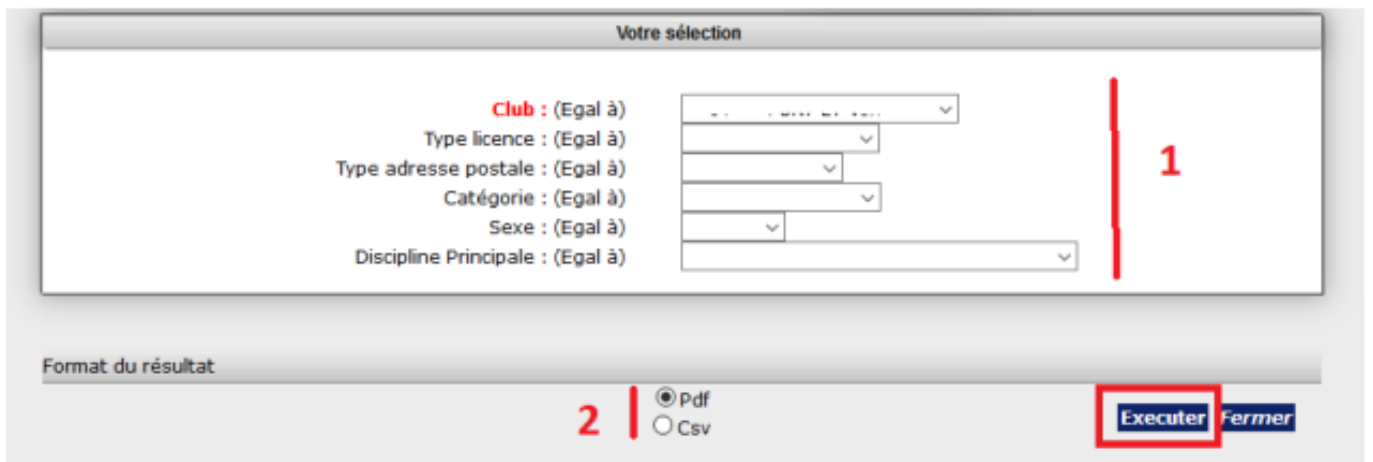 Votre sélection
Club : (Egal à)
Type licence : (Egal à)
1
Type adresse postale : (Egal à)
Catégorie : (Egal à)
Sexe : (Egal à)
Discipline Principale : (Egal à)
Format du résultat
2
Pdf
Csv
Executer Fermer